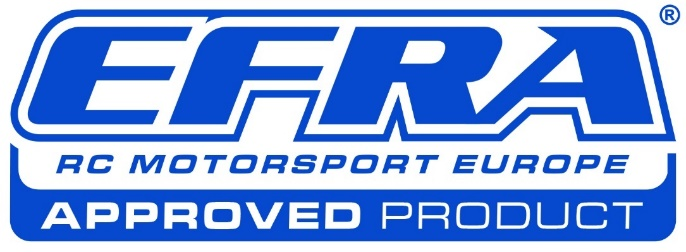 EFRA®
RC MOTORSPORT EUROPE
APPROVED PRODUCT